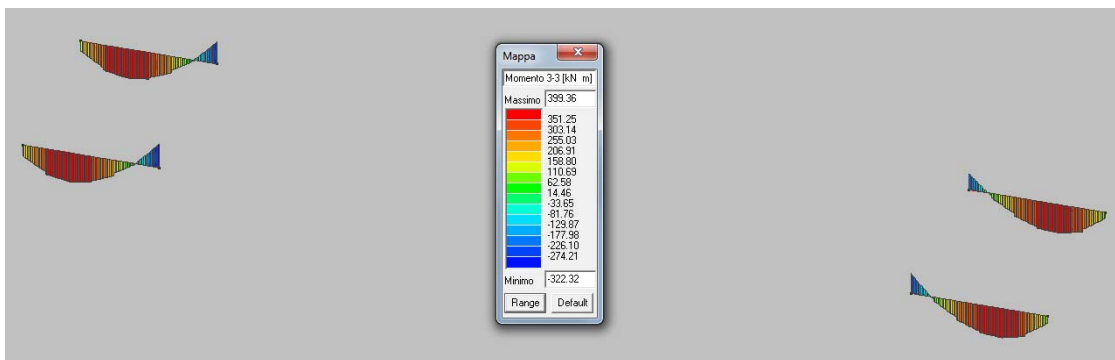 Mappa
Momento 3-3 [kN m]
Massimo 399.36
351.25
303.14
255.03
206.91
158.80
110.69
62.58
14.46
-33.65
-81.76
-129.87
-177.98
-226.10
-274.21
Minimo -322.32
Range Default